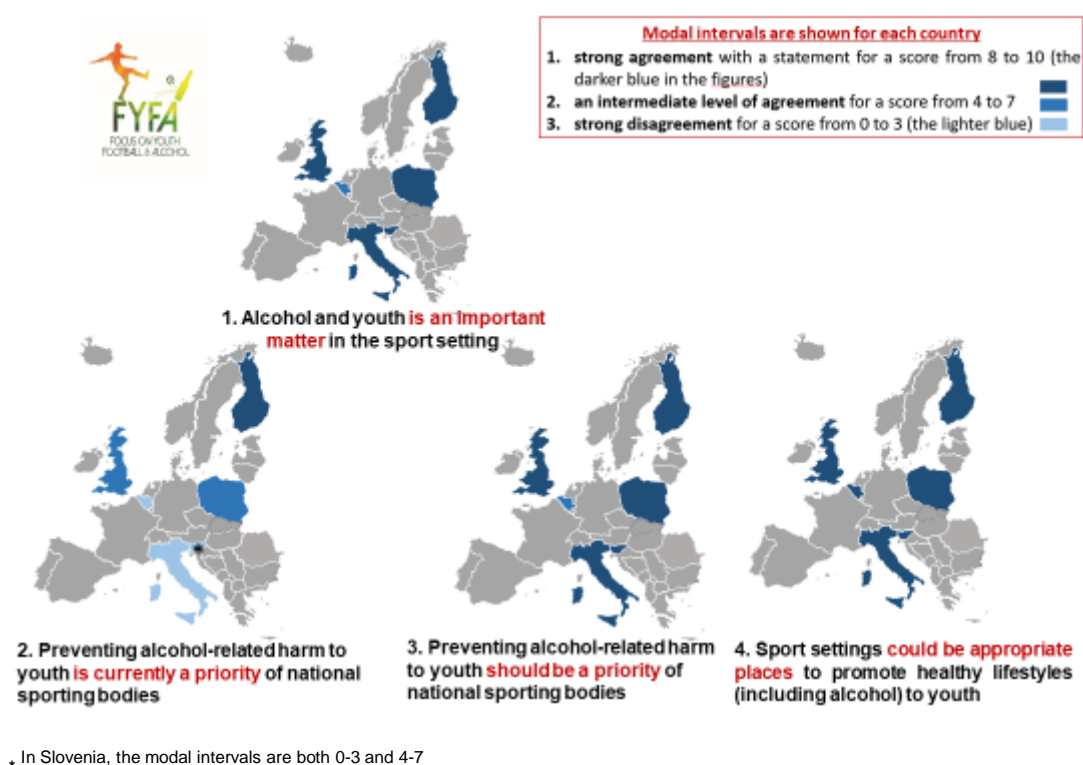 FYFA
FOCUS ON YOUTH
FOOTBALL & ALCOHOL
Modal intervals are shown for each country
1. strong agreement with a statement for a score from 8 to 10 (the
darker blue in the figures)
2. an intermediate level of agreement for a score from 4 to 7
3. strong disagreement for a score from 0 to 3 (the lighter blue)
1. Alcohol and youth is an important
matter in the sport setting
2. Preventing alcohol-related harm to
youth is currently a priority of national
sporting bodies
3. Preventing alcohol-related harm
to youth should be a priority of
national sporting bodies
4. Sport settings could be appropriate
places to promote healthy lifestyles
(including alcohol) to youth
* In Slovenia, the modal intervals are both 0-3 and 4-7